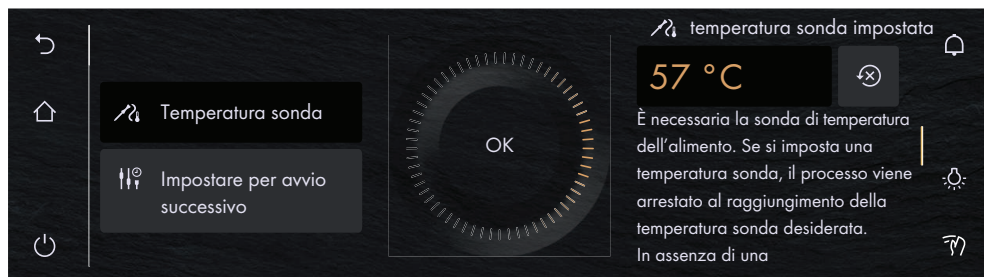 Temperatura sonda
Impostare per avvio
successivo
OK
temperatura sonda impostata
57 °C
È necessaria la sonda di temperatura
dell'alimento. Se si imposta una
temperatura sonda, il processo viene
arrestato al raggiungimento della
temperatura sonda desiderata.
In assenza di una